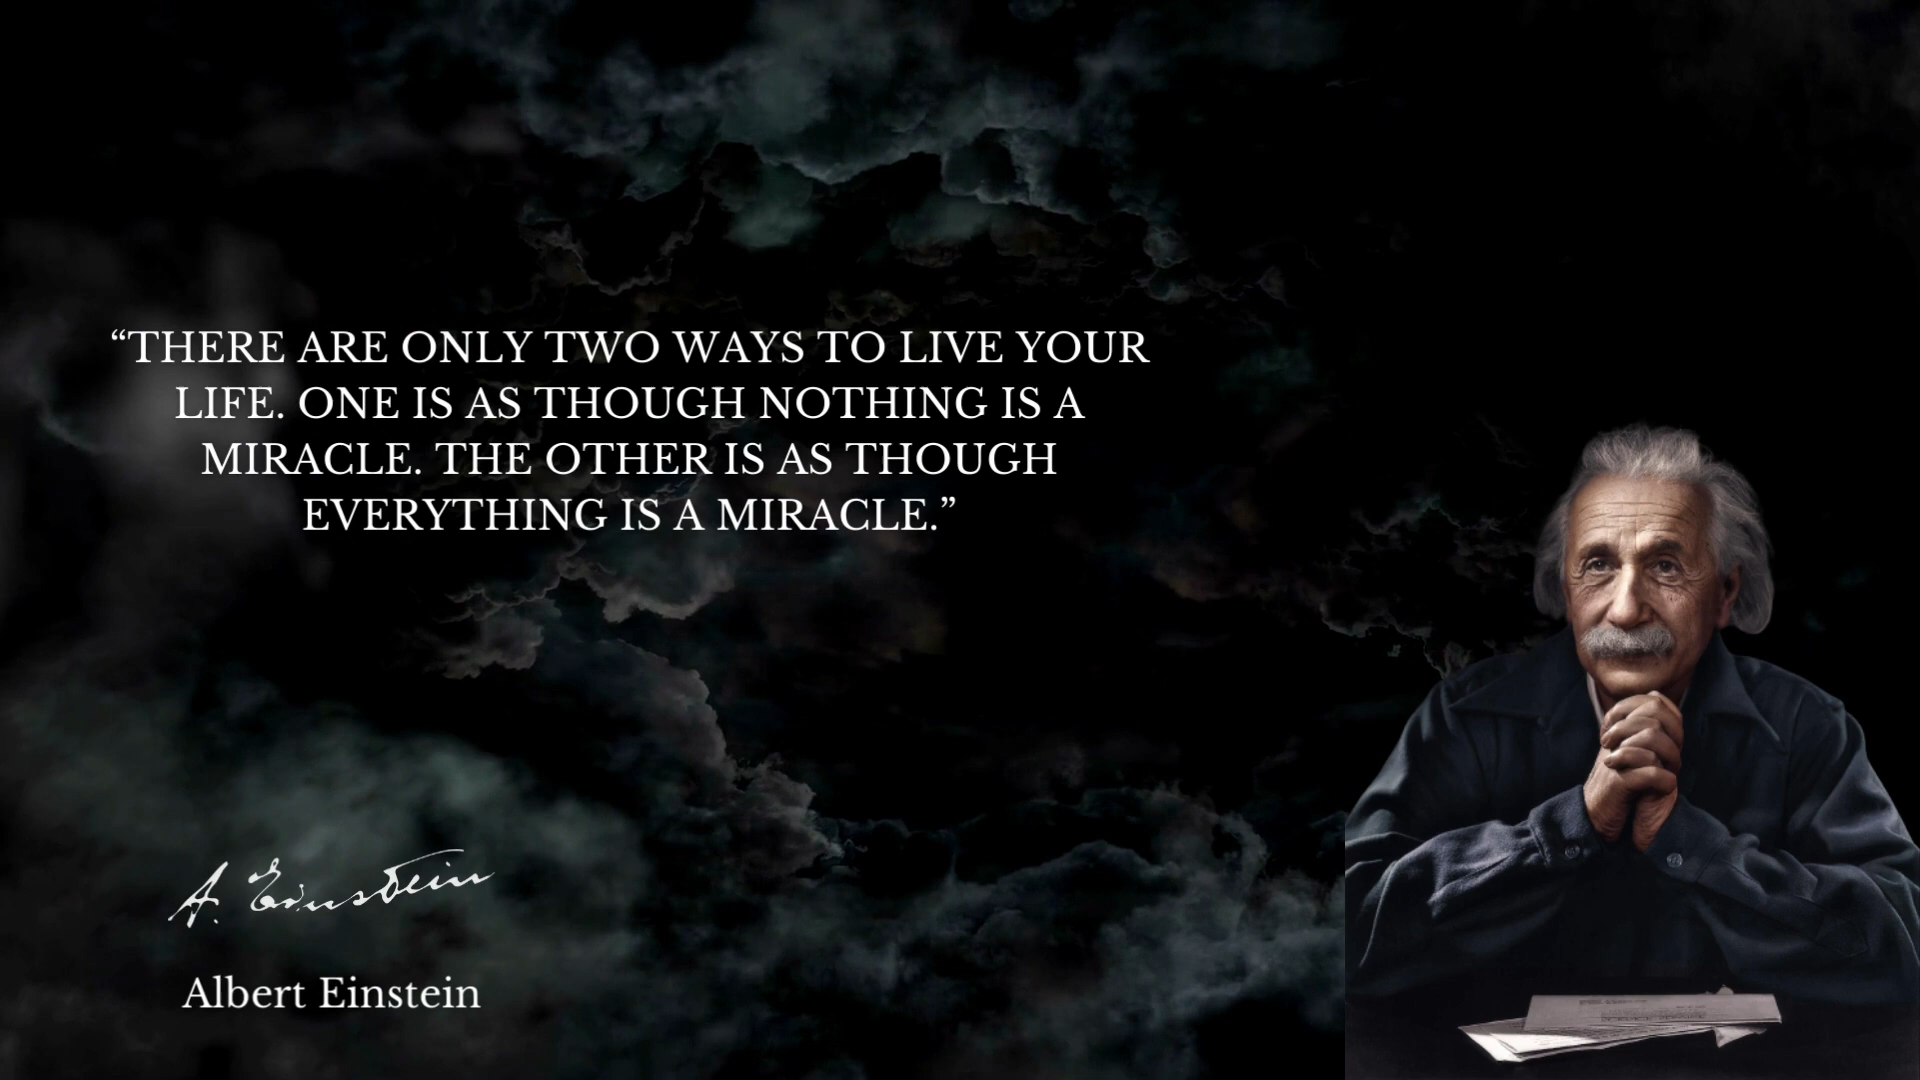 “THERE ARE ONLY TWO WAYS TO LIVE YOUR
LIFE. ONE IS AS THOUGH NOTHING IS A
MIRACLE. THE OTHER IS AS THOUGH
EVERYTHING IS A MIRACLE.”
A. Einstein
Albert Einstein